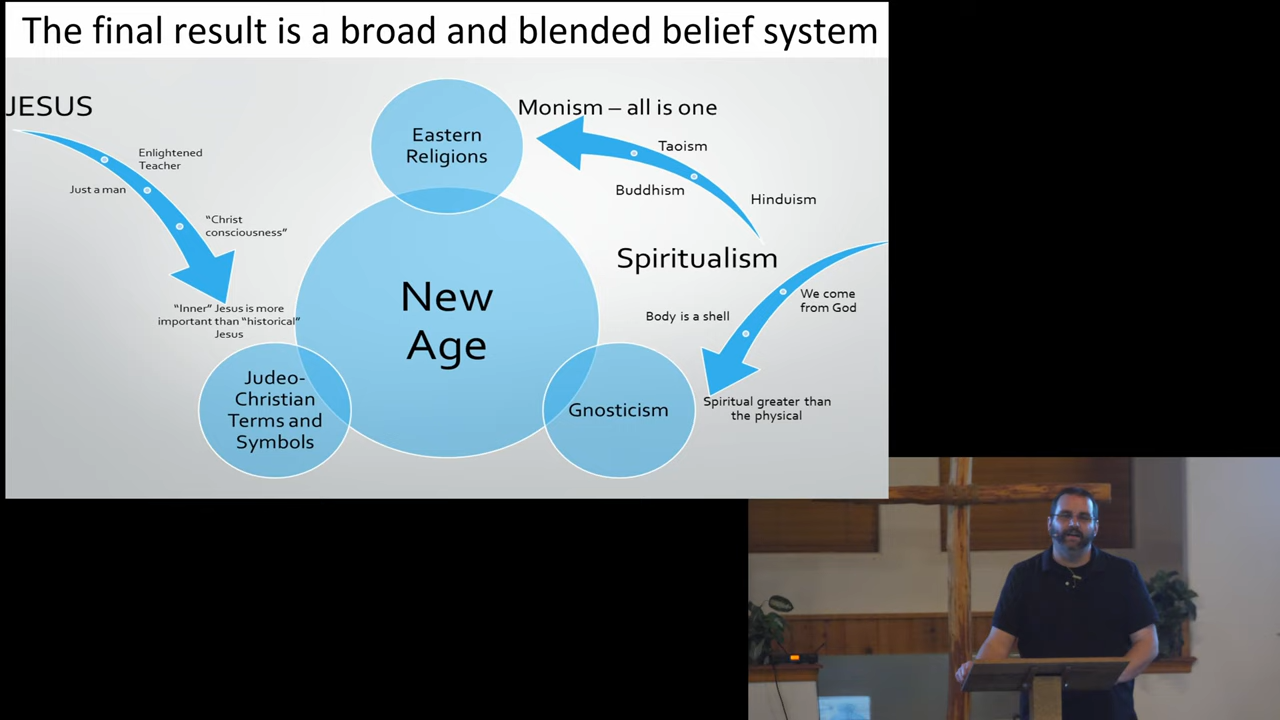 The final result is a broad and blended belief system
JESUS
Enlightened
Teacher
Just a man
“Christ
consciousness”
“Inner” Jesus is more
important than “historical”
Jesus
Eastern
Religions
Monism – all is one
Taoism
Buddhism
Hinduism
Spiritualism
We come
from God
Body is a shell
Spiritual greater than
the physical
New
Age
Judeo-
Christian
Terms and
Symbols
Gnosticism